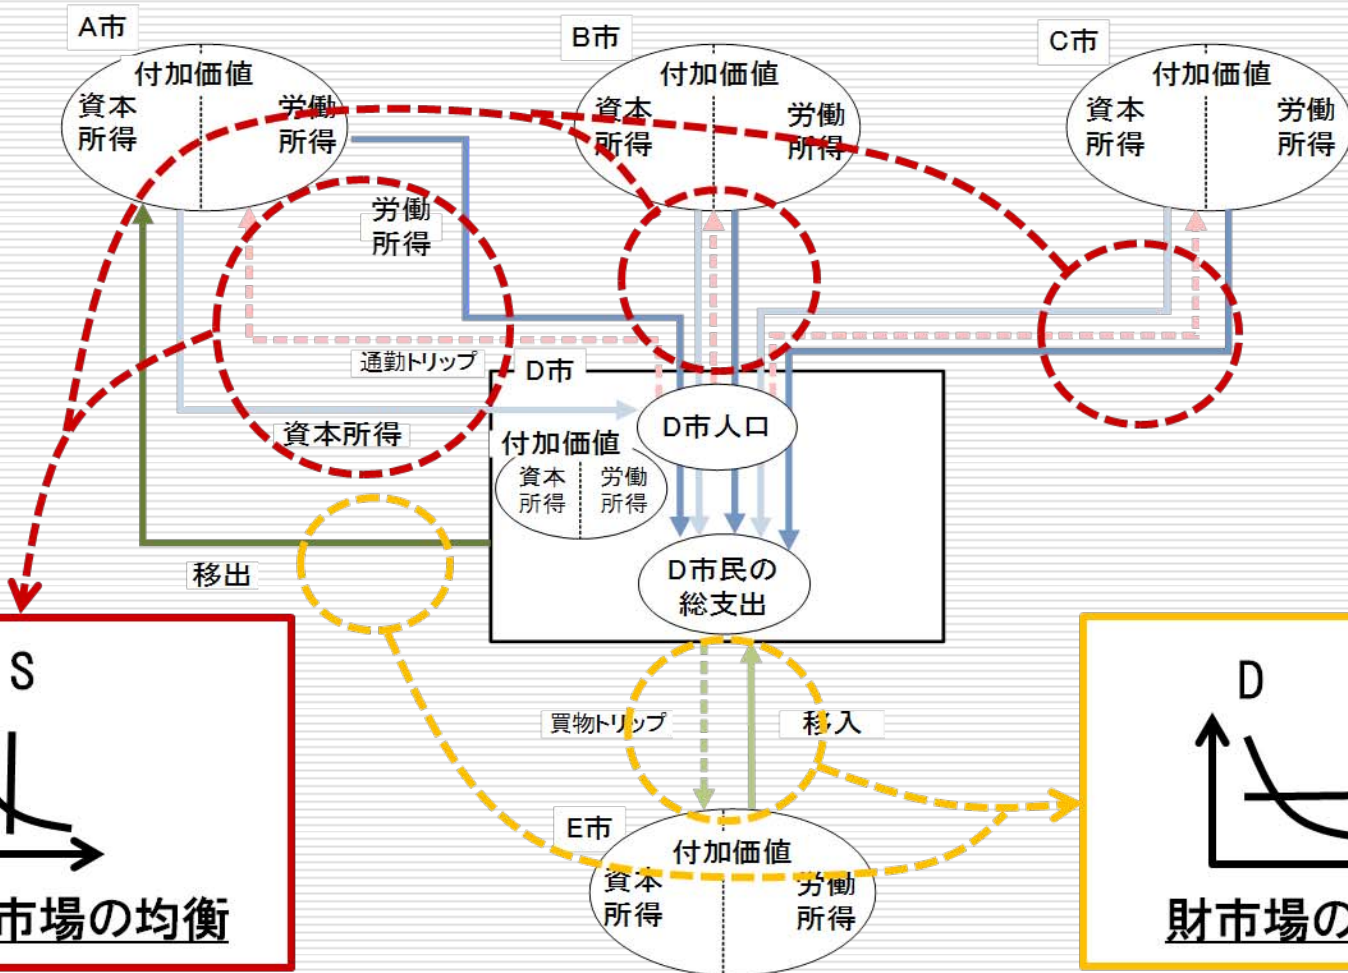 A市
B市
C市
付加価値
資本
所得
労働
所得
付加価値
資本
所得
労働
所得
付加価値
資本
所得
労働
所得
労働
所得
通勤トリップ
D市
資本所得
D市人口
付加価値
資本
所得
労働
所得
移出
D市民の
総支出
S
市場の均衡
買物トリップ
移入
D
財市場の
E市
付加価値
資本
所得
労働
所得